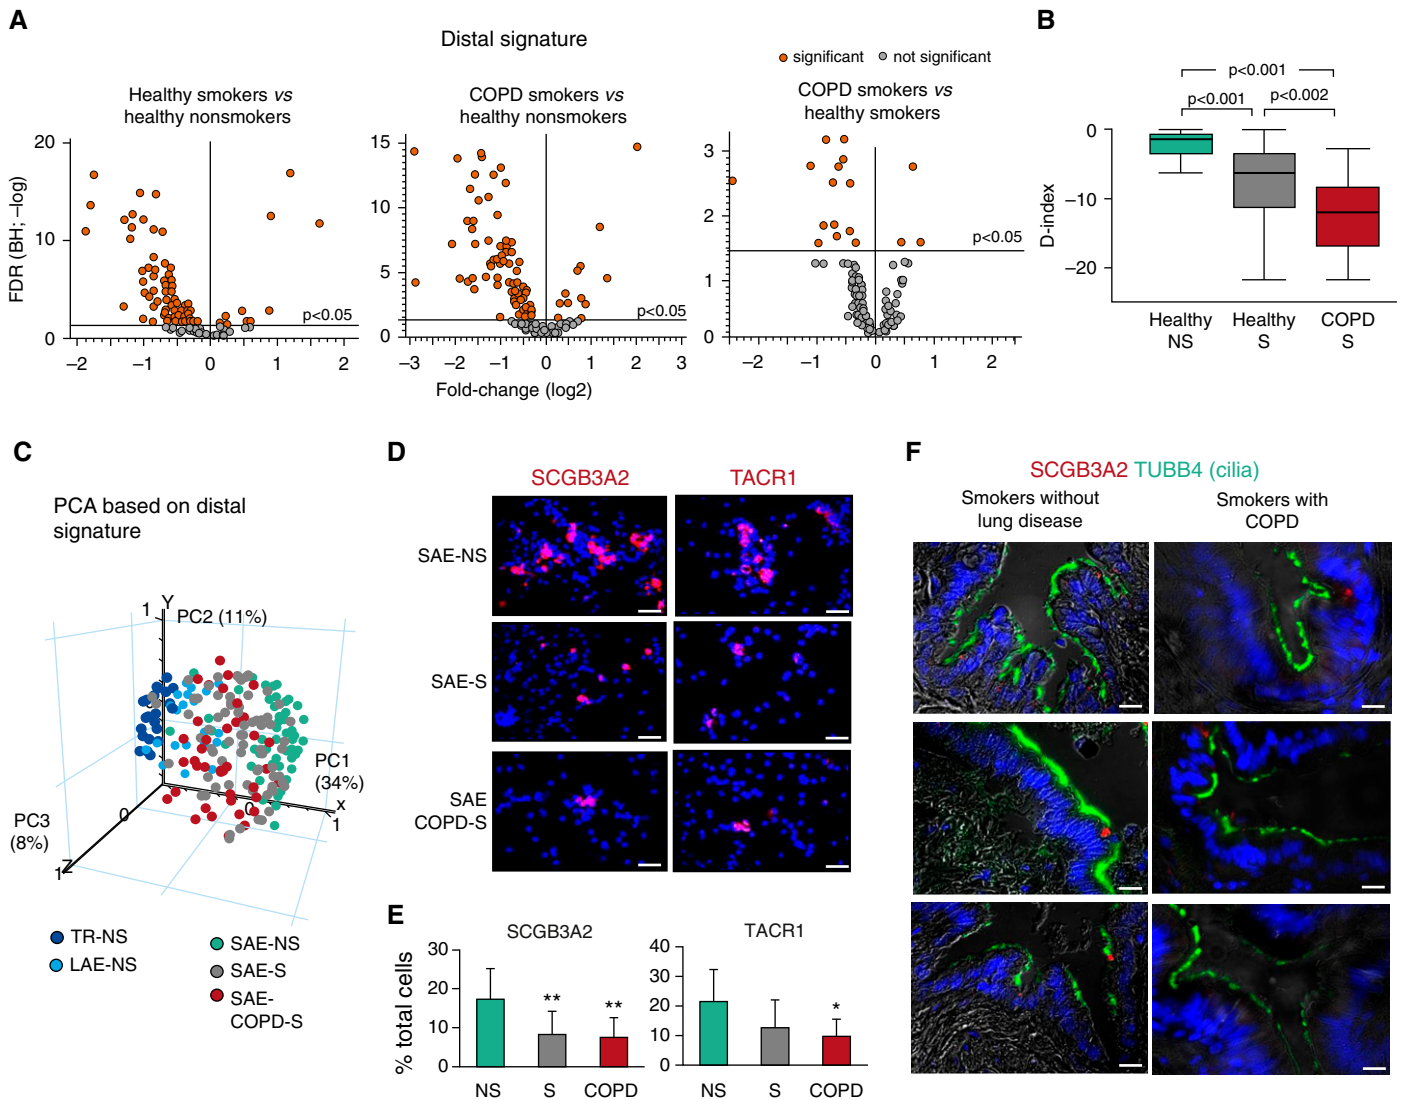 A
Distal signature
significant
not significant
Healthy smokers vs
healthy nonsmokers
COPD smokers vs
healthy nonsmokers
COPD smokers vs
healthy smokers
FDR (BH; –log)
20
10
0
p<0.05
–2
–1
0
1
2
15
10
5
0
p<0.05
–3
–2
–1
0
1
2
3
3
2
1
0
p<0.05
–2
–1
0
1
2
Fold-change (log2)
B
p<0.001
p<0.001
p<0.002
D-index
0
–10
–20
Healthy
NS
Healthy
S
COPD
S
C
PCA based on distal
signature
1
Y
PC2 (11%)
PC1
(34%)
x
1
0
0
PC3
(8%)
1
Z
TR-NS
LAE-NS
SAE-NS
SAE-S
SAE-
COPD-S
D
SCGB3A2
TACR1
SAE-NS
SAE-S
SAE
COPD-S
E
SCGB3A2
TACR1
% total cells
30
20
10
0
**
**
NS
S
COPD
40
30
20
10
0
*
NS
S
COPD
F
SCGB3A2 TUBB4 (cilia)
Smokers without
lung disease
Smokers with
COPD